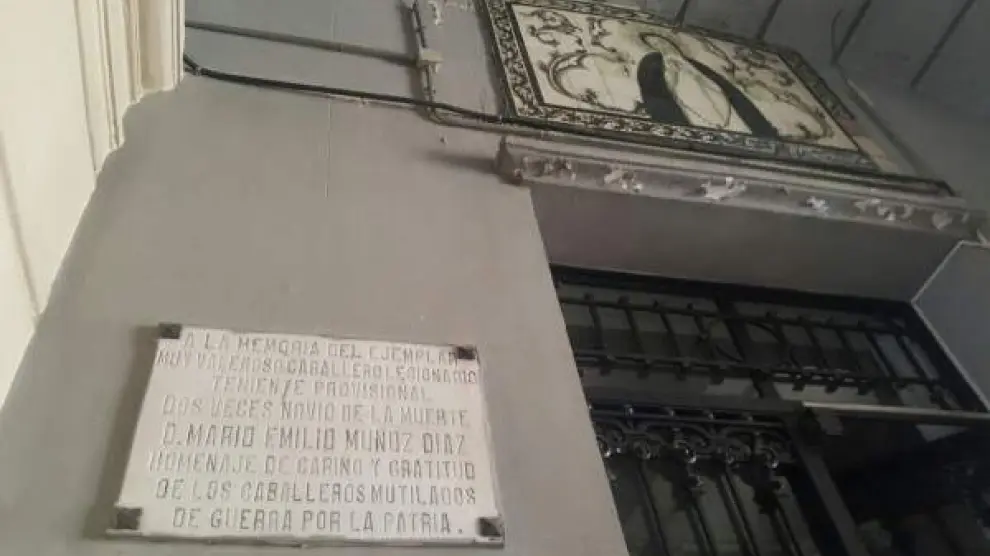 A LA MEMORIA DEL EJEMPLAR
MUY VALEROSO CABALLERO LEGIONARIO
TENIENTE PROVISIONAL
DOS VECES NOVIO DE LA MUERTE
D. MARIO EMILIO MUÑOZ DIAZ
HOMENAJE DE CARIÑO Y GRATITUD
DE LOS CABALLEROS MUTILADOS
DE GUERRA POR LA PATRIA.